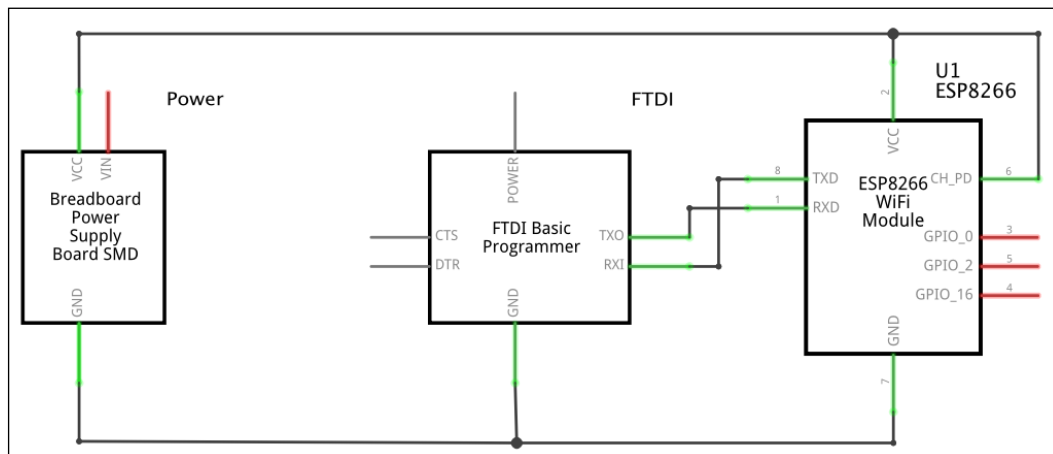 Power
VCC
VIN
Breadboard
Power
Supply
Board SMD
GND
FTDI
POWER
CTS
DTR
FTDI Basic
Programmer
TXO
RXI
GND
U1
ESP8266
2
VCC
8
TXD
1
RXD
ESP8266
WiFi
Module
CH_PD
6
GPIO_0
3
GPIO_2
5
GPIO_16
4
GND
7